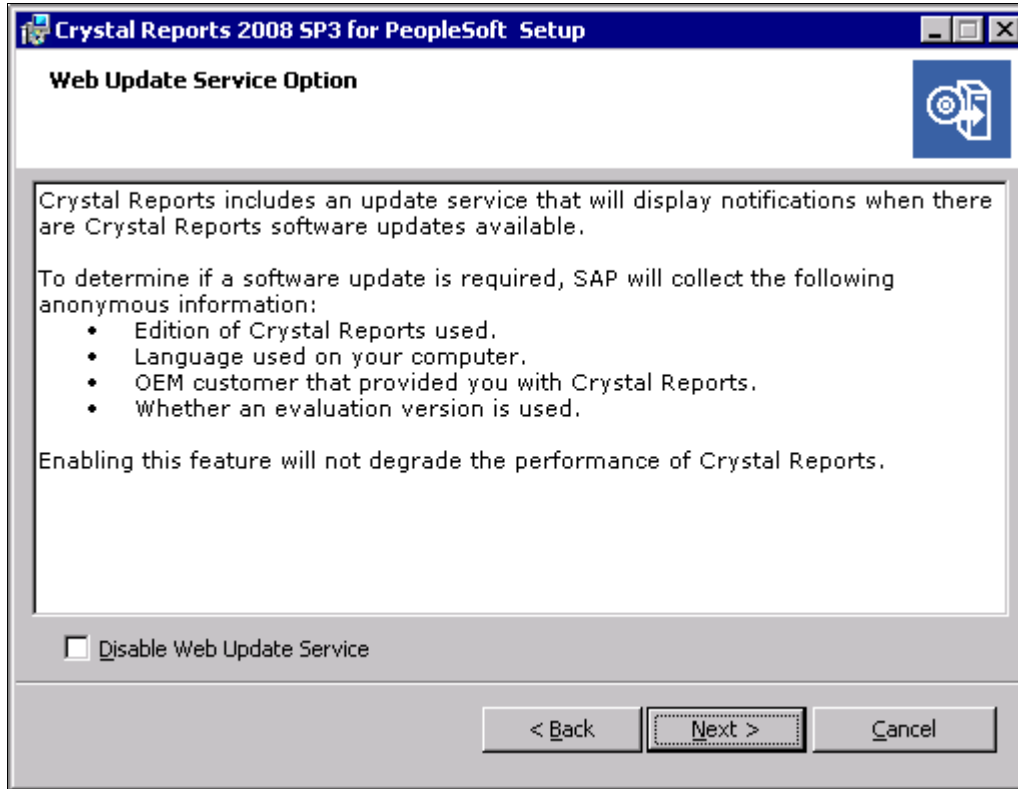 Crystal Reports 2008 SP3 for PeopleSoft Setup
Web Update Service Option
Crystal Reports includes an update service that will display notifications when there
are Crystal Reports software updates available.
To determine if a software update is required, SAP will collect the following
anonymous information:
• Edition of Crystal Reports used.
• Language used on your computer.
• OEM customer that provided you with Crystal Reports.
• Whether an evaluation version is used.
Enabling this feature will not degrade the performance of Crystal Reports.
Disable Web Update Service
< Back Next > Cancel